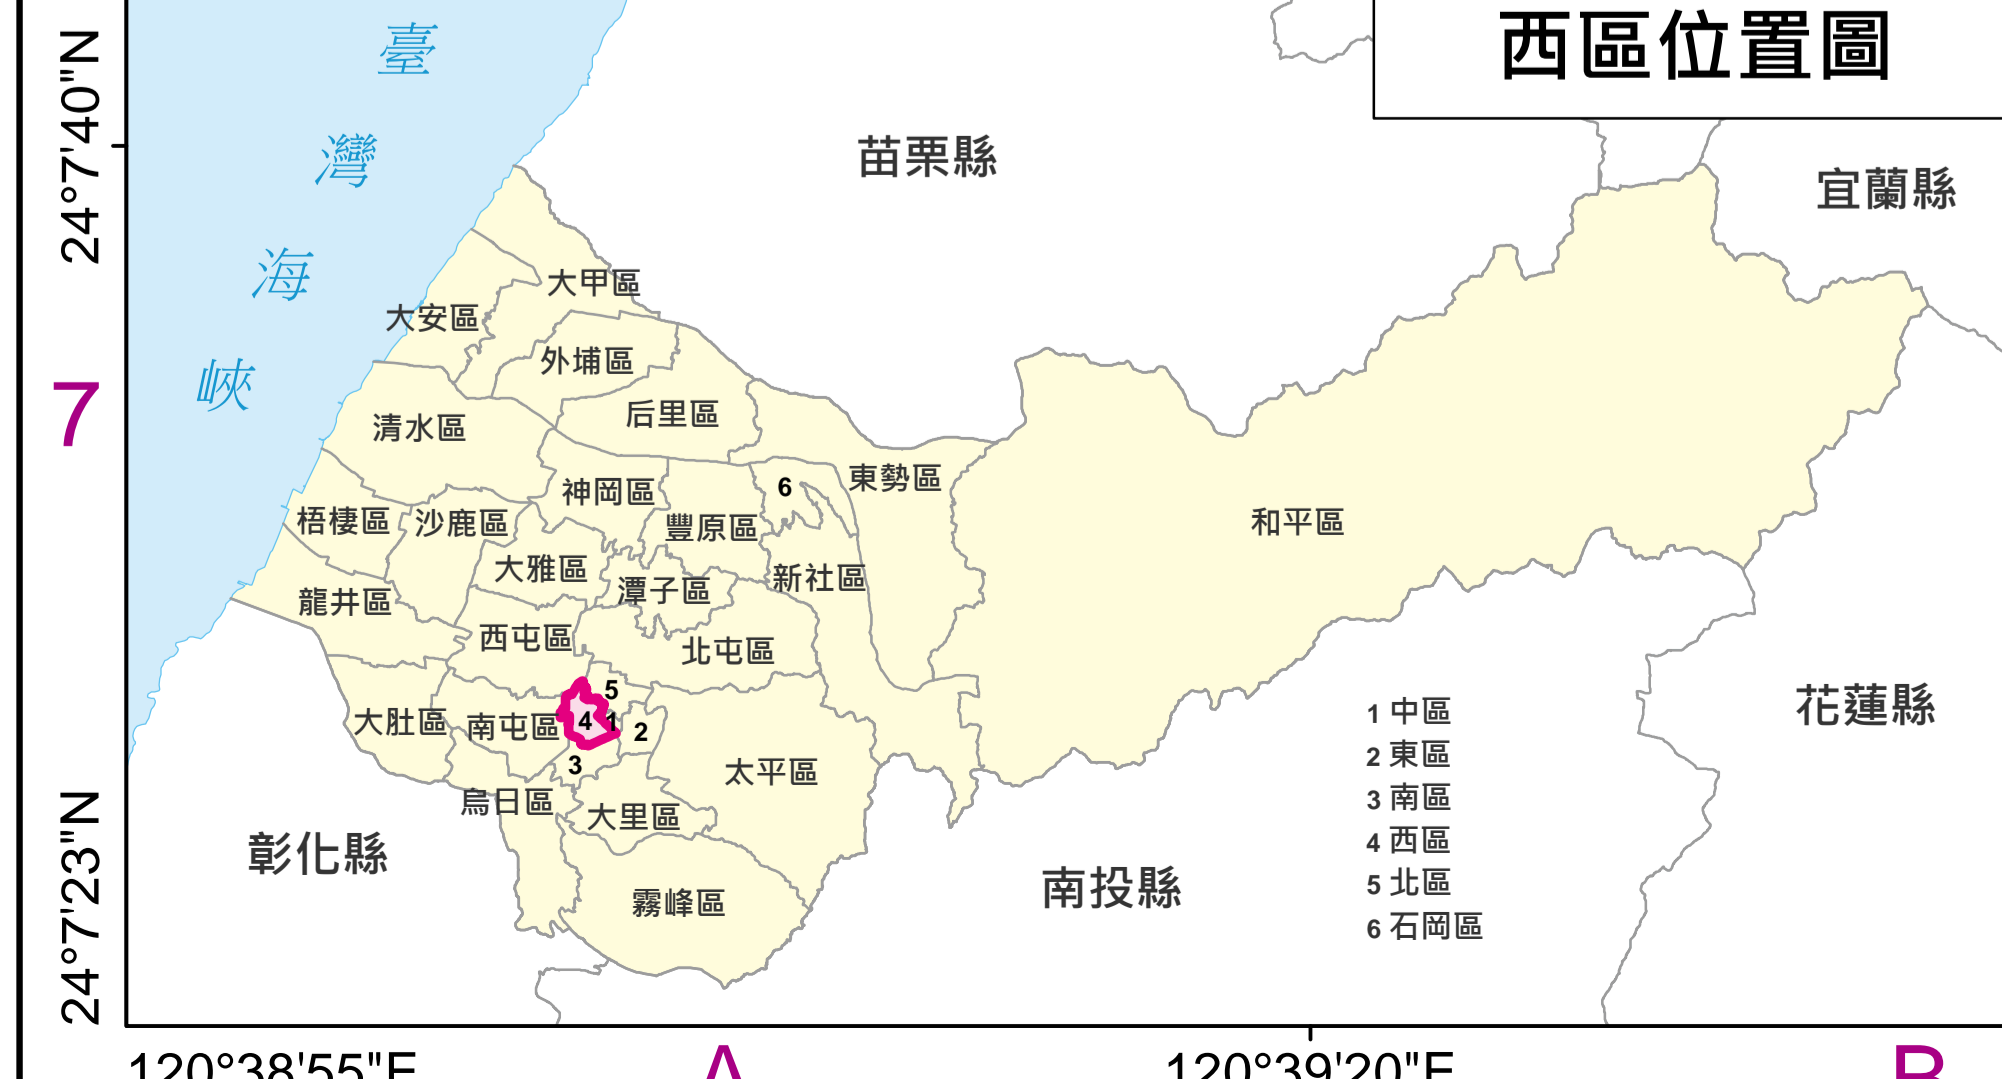 西區位置圖
臺灣海峽
24°7'40"N
苗栗縣
宜蘭縣
大甲區
大安區
外埔區
7
后里區
清水區
東勢區
6
神岡區
梧棲區
沙鹿區
豐原區
和平區
大雅區
新社區
潭子區
龍井區
西屯區
北屯區
5
大肚區
南屯區
4
1
2
3
太平區
烏日區
大里區
霧峰區
花蓮縣
彰化縣
南投縣
1 中區
2 東區
3 南區
4 西區
5 北區
6 石岡區
24°7'23"N
120°38'55"E
A
120°39'20"E
B